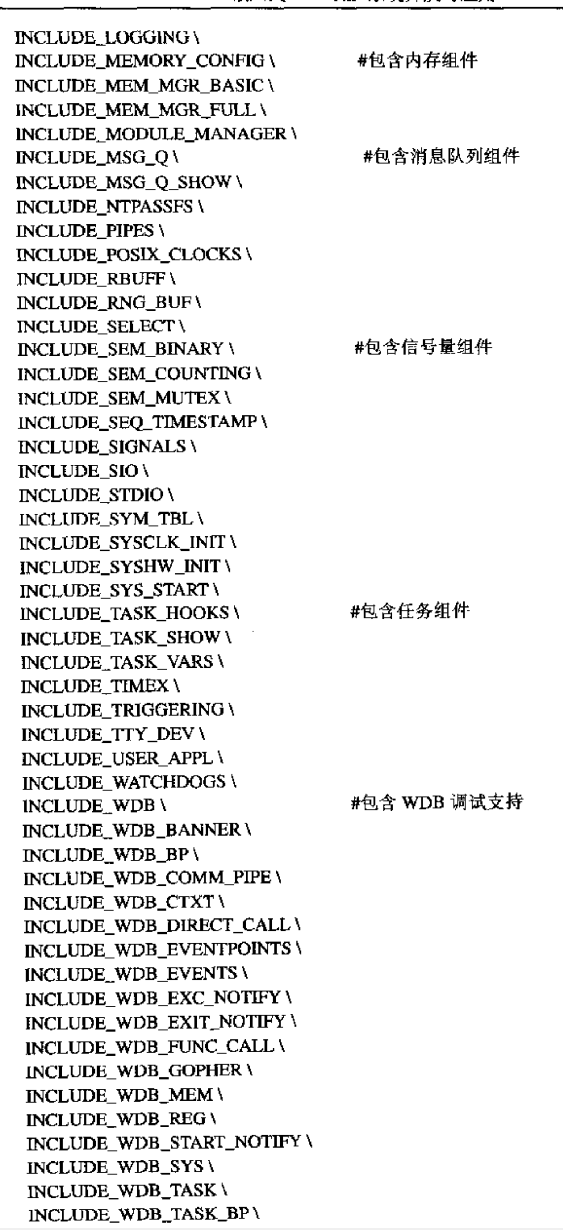 INCLUDE_LOGGING \
INCLUDE_MEMORY_CONFIG \ #包含内存组件
INCLUDE_MEM_MGR_BASIC \
INCLUDE_MEM_MGR_FULL \
INCLUDE_MODULE_MANAGER \
INCLUDE_MSG_Q \ #包含消息队列组件
INCLUDE_MSG_Q_SHOW \
INCLUDE_NTPASSFS \
INCLUDE_PIPES \
INCLUDE_POSIX_CLOCKS \
INCLUDE_RBUFF \
INCLUDE_RNG_BUF \
INCLUDE_SELECT \
INCLUDE_SEM_BINARY \ #包含信号量组件
INCLUDE_SEM_COUNTING \
INCLUDE_SEM_MUTEX \
INCLUDE_SEQ_TIMESTAMP \
INCLUDE_SIGNALS \
INCLUDE_SIO \
INCLUDE_STDIO \
INCLUDE_SYM_TBL \
INCLUDE_SYSCLK_INIT \
INCLUDE_SYSHW_INIT \
INCLUDE_SYS_START \
INCLUDE_TASK_HOOKS \ #包含任务组件
INCLUDE_TASK_SHOW \
INCLUDE_TASK_VARS \
INCLUDE_TIMEX \
INCLUDE_TRIGGERING \
INCLUDE_TTY_DEV \
INCLUDE_USER_APPL \
INCLUDE_WATCHDOGS \
INCLUDE_WDB \ #包含 WDB 调试支持
INCLUDE_WDB_BANNER \
INCLUDE_WDB_BP \
INCLUDE_WDB_COMM_PIPE \
INCLUDE_WDB_CTXT \
INCLUDE_WDB_DIRECT_CALL \
INCLUDE_WDB_EVENTPOINTS \
INCLUDE_WDB_EVENTS \
INCLUDE_WDB_EXC_NOTIFY \
INCLUDE_WDB_EXIT_NOTIFY \
INCLUDE_WDB_FUNC_CALL \
INCLUDE_WDB_GOPHER \
INCLUDE_WDB_MEM \
INCLUDE_WDB_REG \
INCLUDE_WDB_START_NOTIFY \
INCLUDE_WDB_SYS \
INCLUDE_WDB_TASK \
INCLUDE_WDB_TASK_BP \